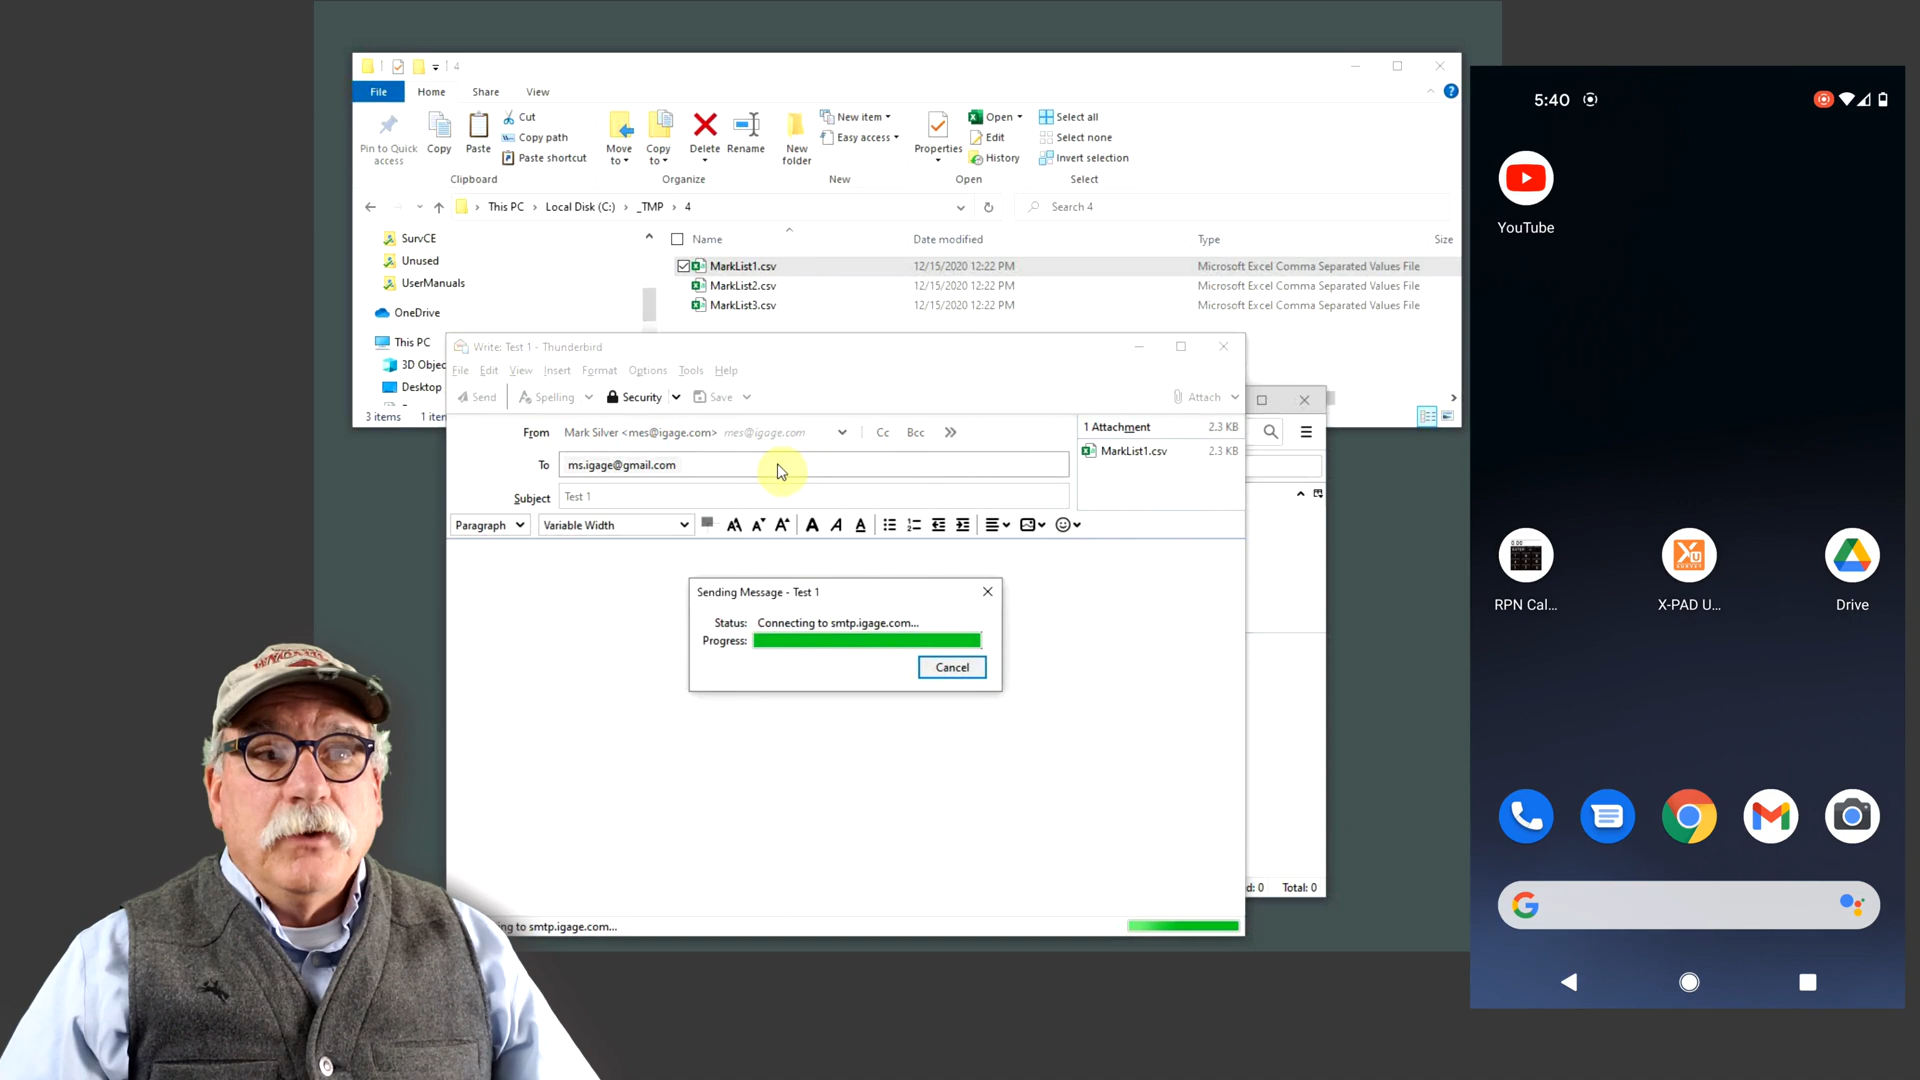 4
File Home Share View
Pin to Quick access
Copy
Paste
Cut
Copy path
Paste shortcut
Move to
Copy to
Delete
Rename
New folder
New item
Easy access
Properties
Open
Edit
History
Select all
Select none
Invert selection
Clipboard Organize New Open Select
This PC Local Disk (C:) _TMP 4
Search 4
SurvCE
Unused
UserManuals
OneDrive
This PC
3D Objec
Desktop
Name Date modified Type Size
MarkList1.csv 12/15/2020 12:22 PM Microsoft Excel Comma Separated Values File
MarkList2.csv 12/15/2020 12:22 PM Microsoft Excel Comma Separated Values File
MarkList3.csv 12/15/2020 12:22 PM Microsoft Excel Comma Separated Values File
3 items 1 iten
Write: Test 1 - Thunderbird
File Edit View Insert Format Options Tools Help
Send Spelling Security Save Attach
From Mark Silver <mes@igage.com> mes@igage.com Cc Bcc
To ms.igage@gmail.com
Subject Test 1
1 Attachment 2.3 KB
MarkList1.csv 2.3 KB
Paragraph Variable Width
Sending Message - Test 1
Status: Connecting to smtp.igage.com...
Progress:
Cancel
ng to smtp.igage.com...
d: 0 Total: 0
5:40
YouTube
RPN Cal...
X-PAD U...
Drive